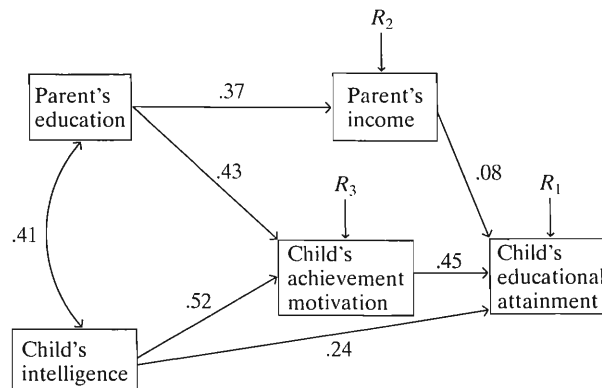 R₂
Parent's
education
.37
Parent's
income
.43
.08
R₃
R₁
.41
Child's
achievement
motivation
.45
Child's
educational
attainment
.52
Child's
intelligence
.24